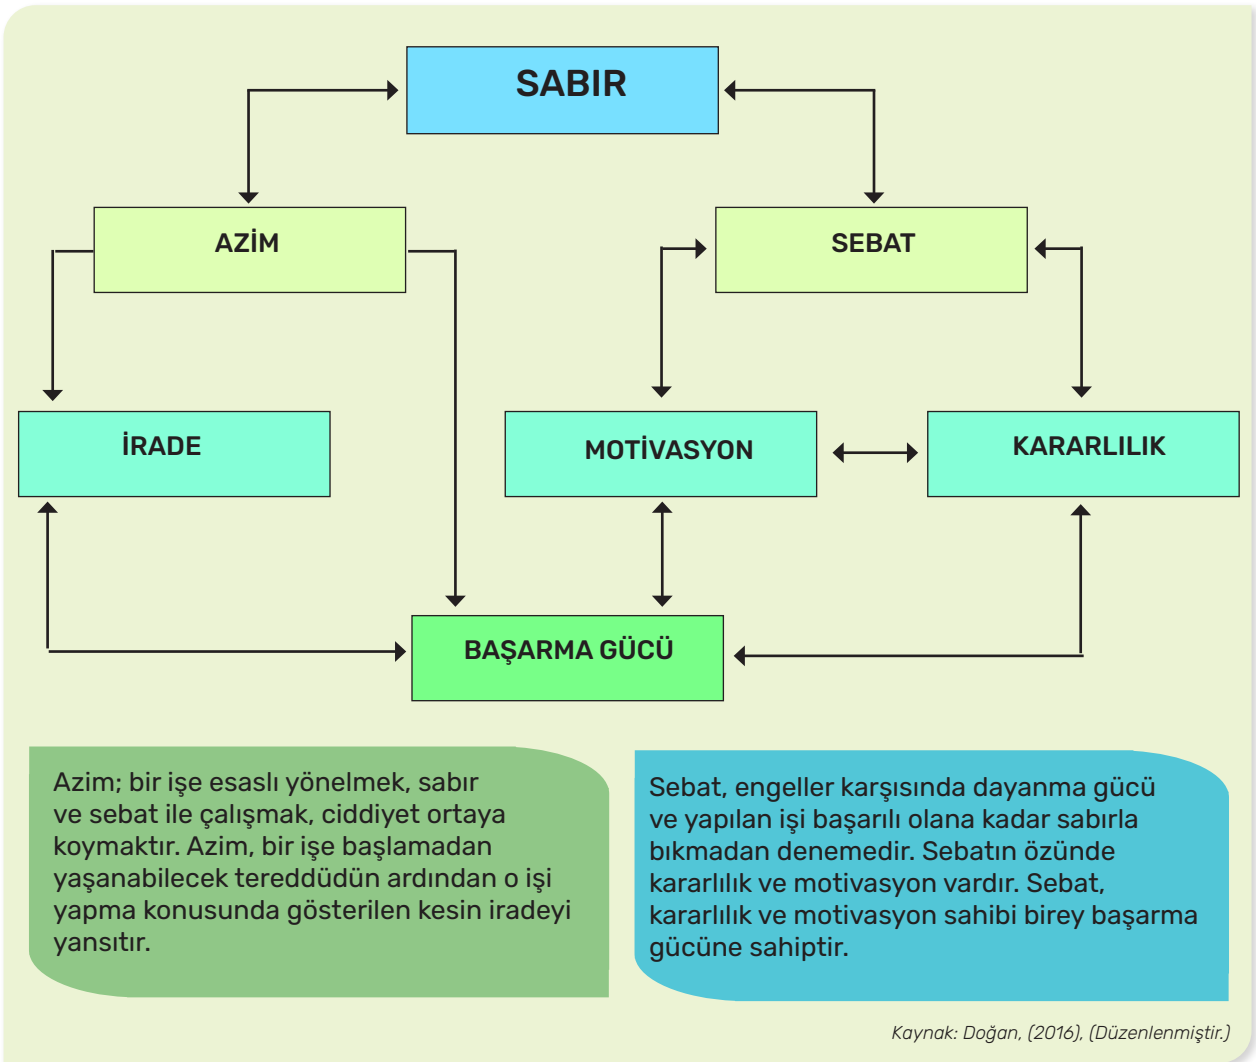 SABIR
AZİM
SEBAT
İRADE
MOTİVASYON
KARARLILIK
BAŞARMA GÜCÜ
Azim; bir işe esaslı yönelmek, sabır
ve sebat ile çalışmak, ciddiyet ortaya
koymaktır. Azim, bir işe başlamadan
yaşanabilecek tereddüdün ardından o işi
yapma konusunda gösterilen kesin iradeyi
yansıtır.
Sebat, engeller karşısında dayanma gücü
ve yapılan işi başarılı olana kadar sabırla
bıkmadan denemedir. Sebatın özünde
kararlılık ve motivasyon vardır. Sebat,
kararlılık ve motivasyon sahibi birey başarma
gücüne sahiptir.
Kaynak: Doğan, (2016), (Düzenlenmiştir.)